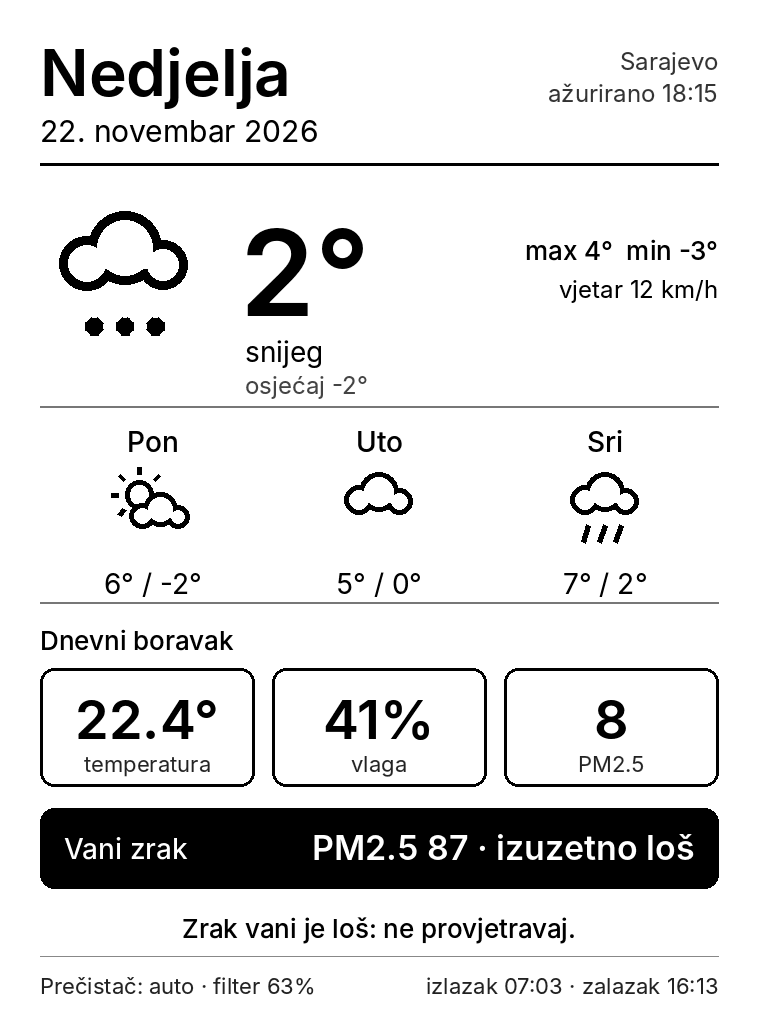 Nedjelja
Sarajevo
ažurirano 18:15
22. novembar 2026
2°
max 4° min -3°
vjetar 12 km/h
snijeg
osjećaj -2°
Pon
Uto
Sri
6° / -2°
5° / 0°
7° / 2°
Dnevni boravak
22.4°
temperatura
41%
vlaga
8
PM2.5
Vani zrak
PM2.5 87 · izuzetno loš
Zrak vani je loš: ne provjetravaj.
Prečistač: auto · filter 63%
izlazak 07:03 · zalazak 16:13